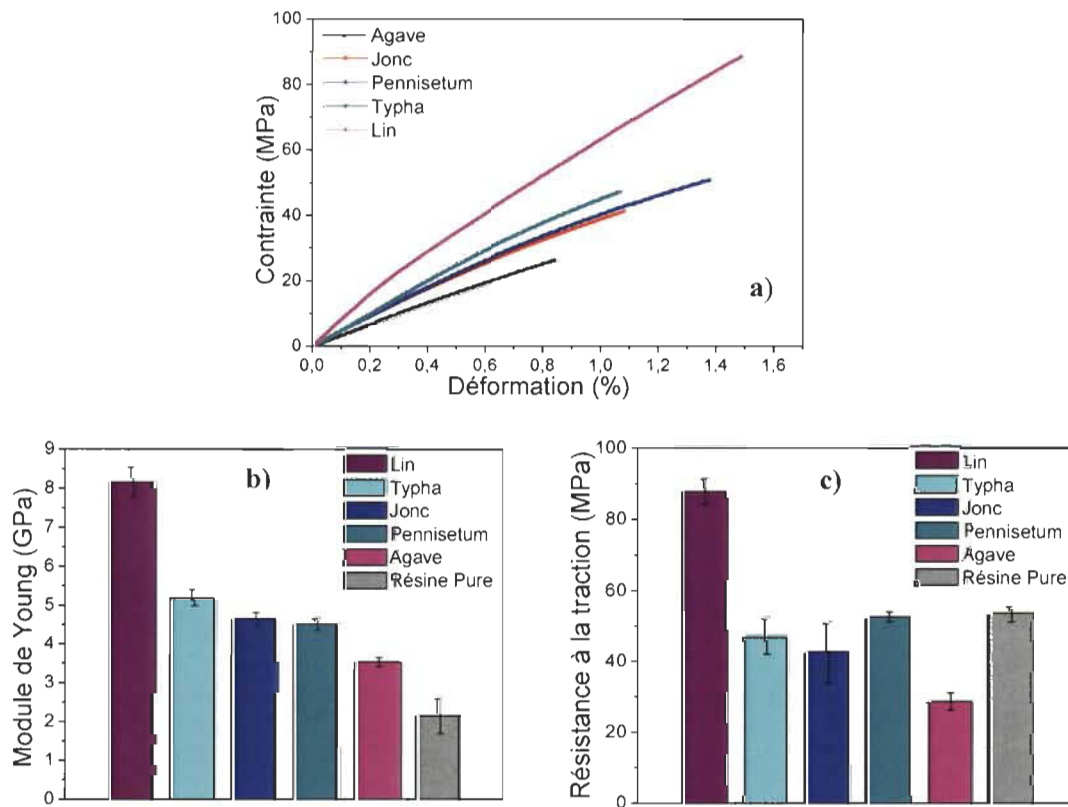 100
80
60
40
20
0
Contrainte (MPa)
Agave
Jonc
Pennisetum
Typha
Lin
a)
0,0 0,2 0,4 0,6 0,8 1,0 1,2 1,4 1,6
Déformation (%)
9
8
7
6
5
4
3
2
1
0
Module de Young (GPa)
b)
Lin
Typha
Jonc
Pennisetum
Agave
Résine Pure
100
80
60
40
20
0
Résistance à la traction (MPa)
c)
Lin
Typha
Jonc
Pennisetum
Agave
Résine Pure